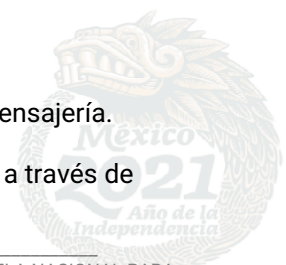 ensajería.
México
a través de
2021
Año de la
Independencia